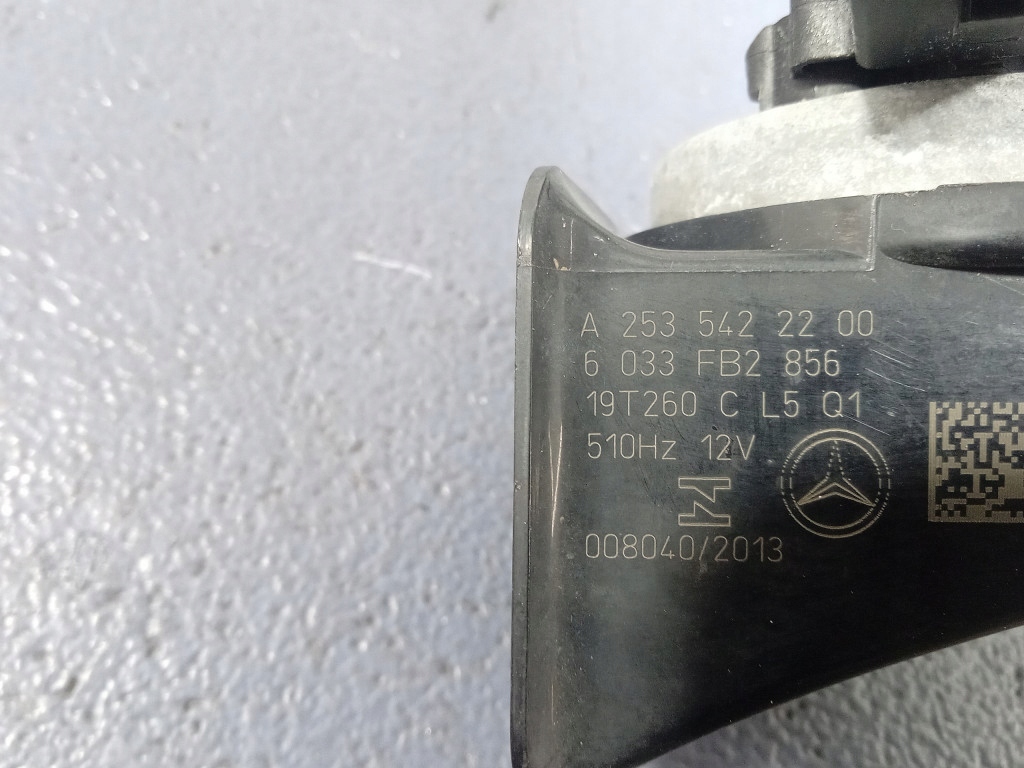 A 253 542 22 00
6 033 FB2 856
19T260 C L5 Q1
510Hz 12V
008040/2013